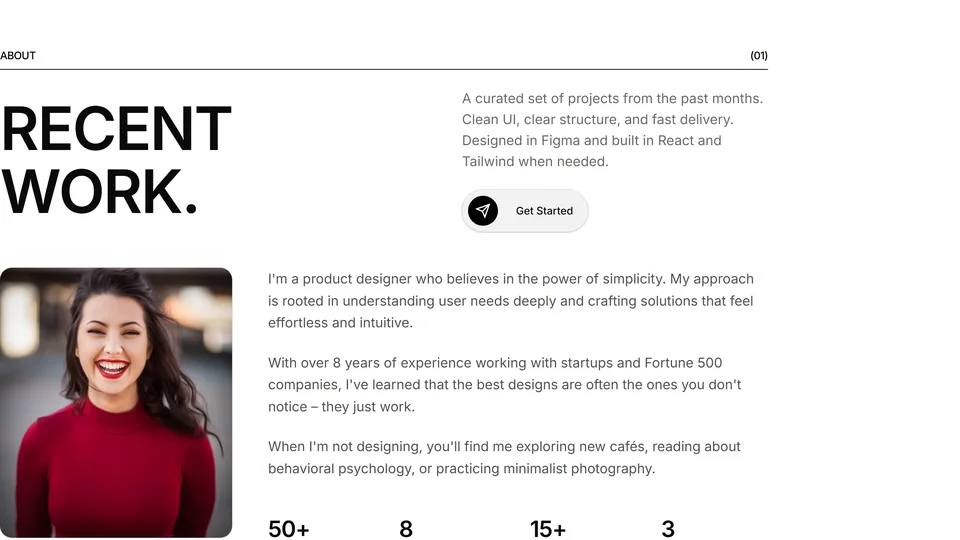 ABOUT
(01)
RECENT
WORK.
A curated set of projects from the past months.
Clean UI, clear structure, and fast delivery.
Designed in Figma and built in React and
Tailwind when needed.
Get Started
I'm a product designer who believes in the power of simplicity. My approach
is rooted in understanding user needs deeply and crafting solutions that feel
effortless and intuitive.
With over 8 years of experience working with startups and Fortune 500
companies, I've learned that the best designs are often the ones you don't
notice – they just work.
When I'm not designing, you'll find me exploring new cafés, reading about
behavioral psychology, or practicing minimalist photography.
50+
8
15+
3